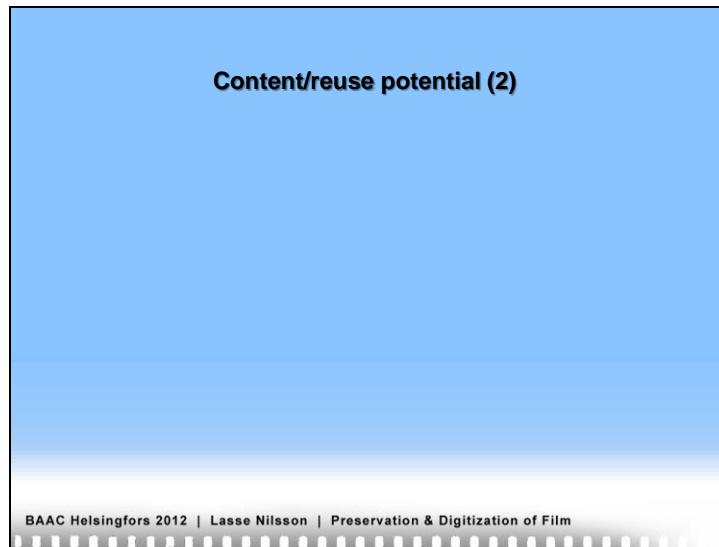 Content/reuse potential (2)
BAAC Helsingfors 2012 | Lasse Nilsson | Preservation & Digitization of Film